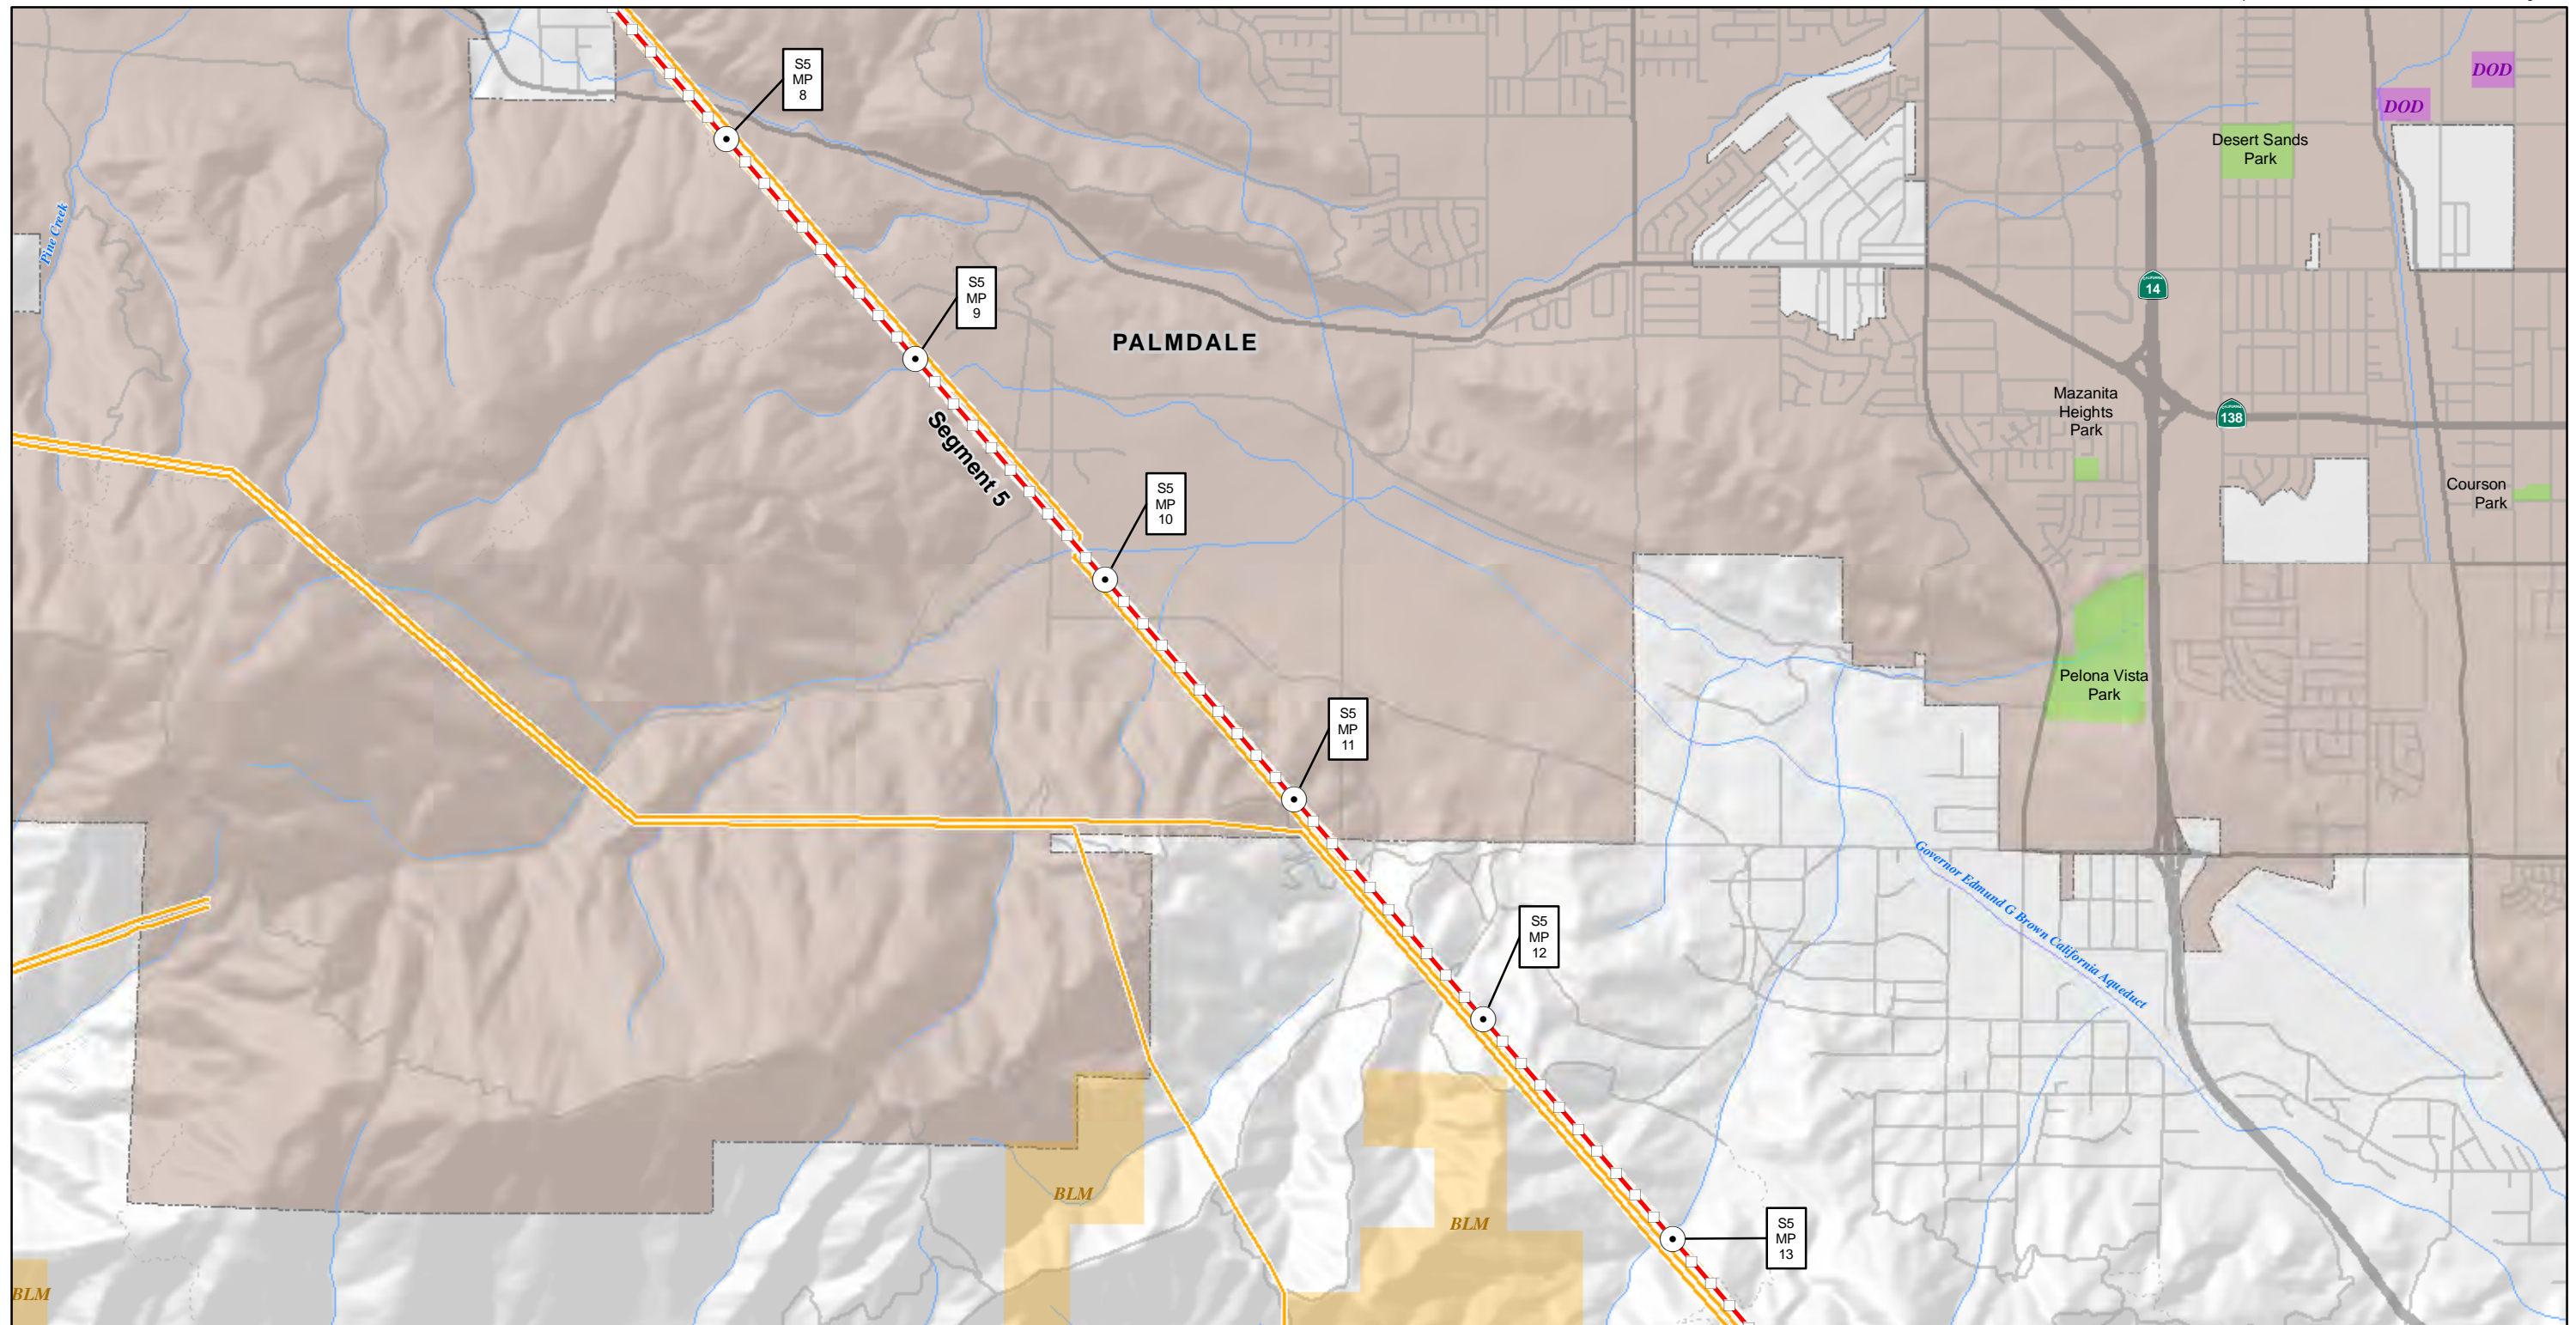 S5
MP
8
DOD
DOD
Desert Sands
Park
Pine Creek
S5
MP
9
14
PALMDALE
Mazanita
Heights
Park
138
Segment 5
S5
MP
10
Courson
Park
Pelona Vista
Park
S5
MP
11
Governor Edmund G Brown California Aqueduct
S5
MP
12
BLM
BLM
S5
MP
13
BLM